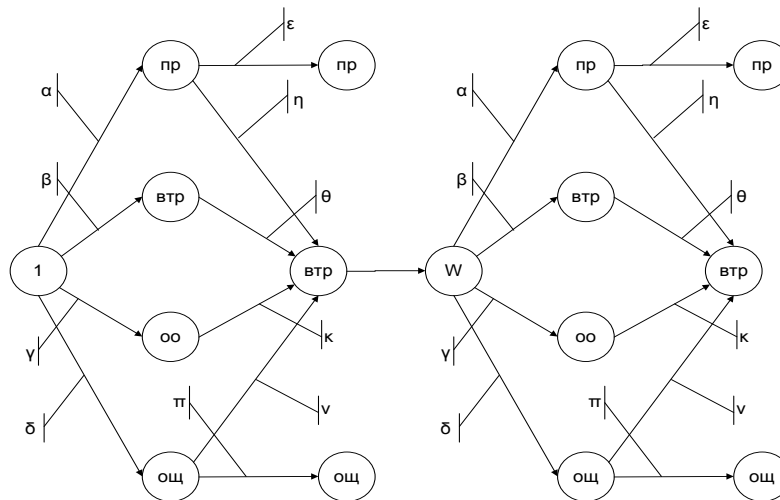 ε ε
пр пр пр пр
α η α η
β втр θ β втр θ
1 втр W втр
γ оо κ γ оо κ
δ π ν δ π ν
ощ ощ ощ ощ